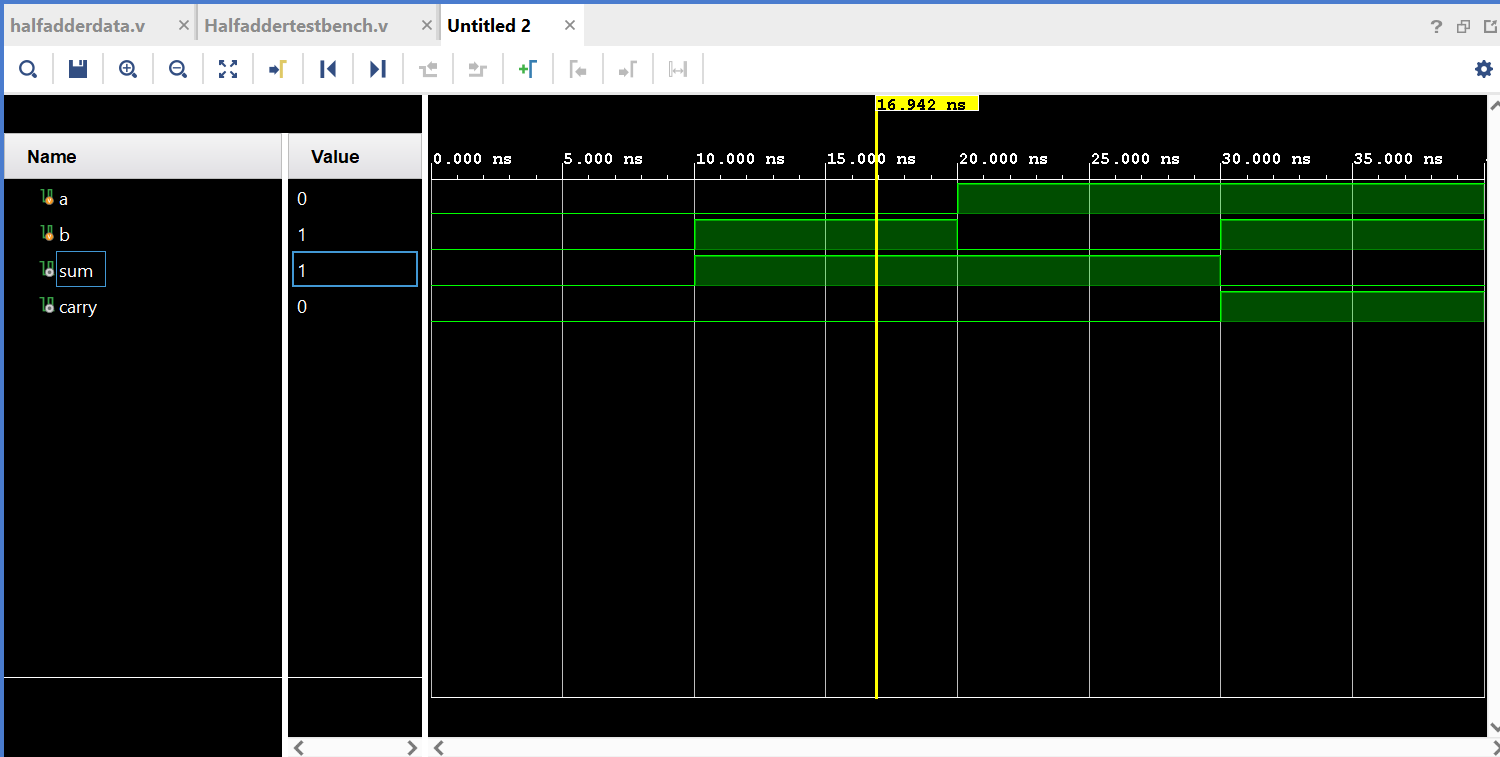 halfadderdata.v × Halfaddertestbench.v × Untitled 2 ×
?
16.942 ns
Name Value
0.000 ns 5.000 ns 10.000 ns 15.000 ns 20.000 ns 25.000 ns 30.000 ns 35.000 ns
a 0
b 1
sum 1
carry 0